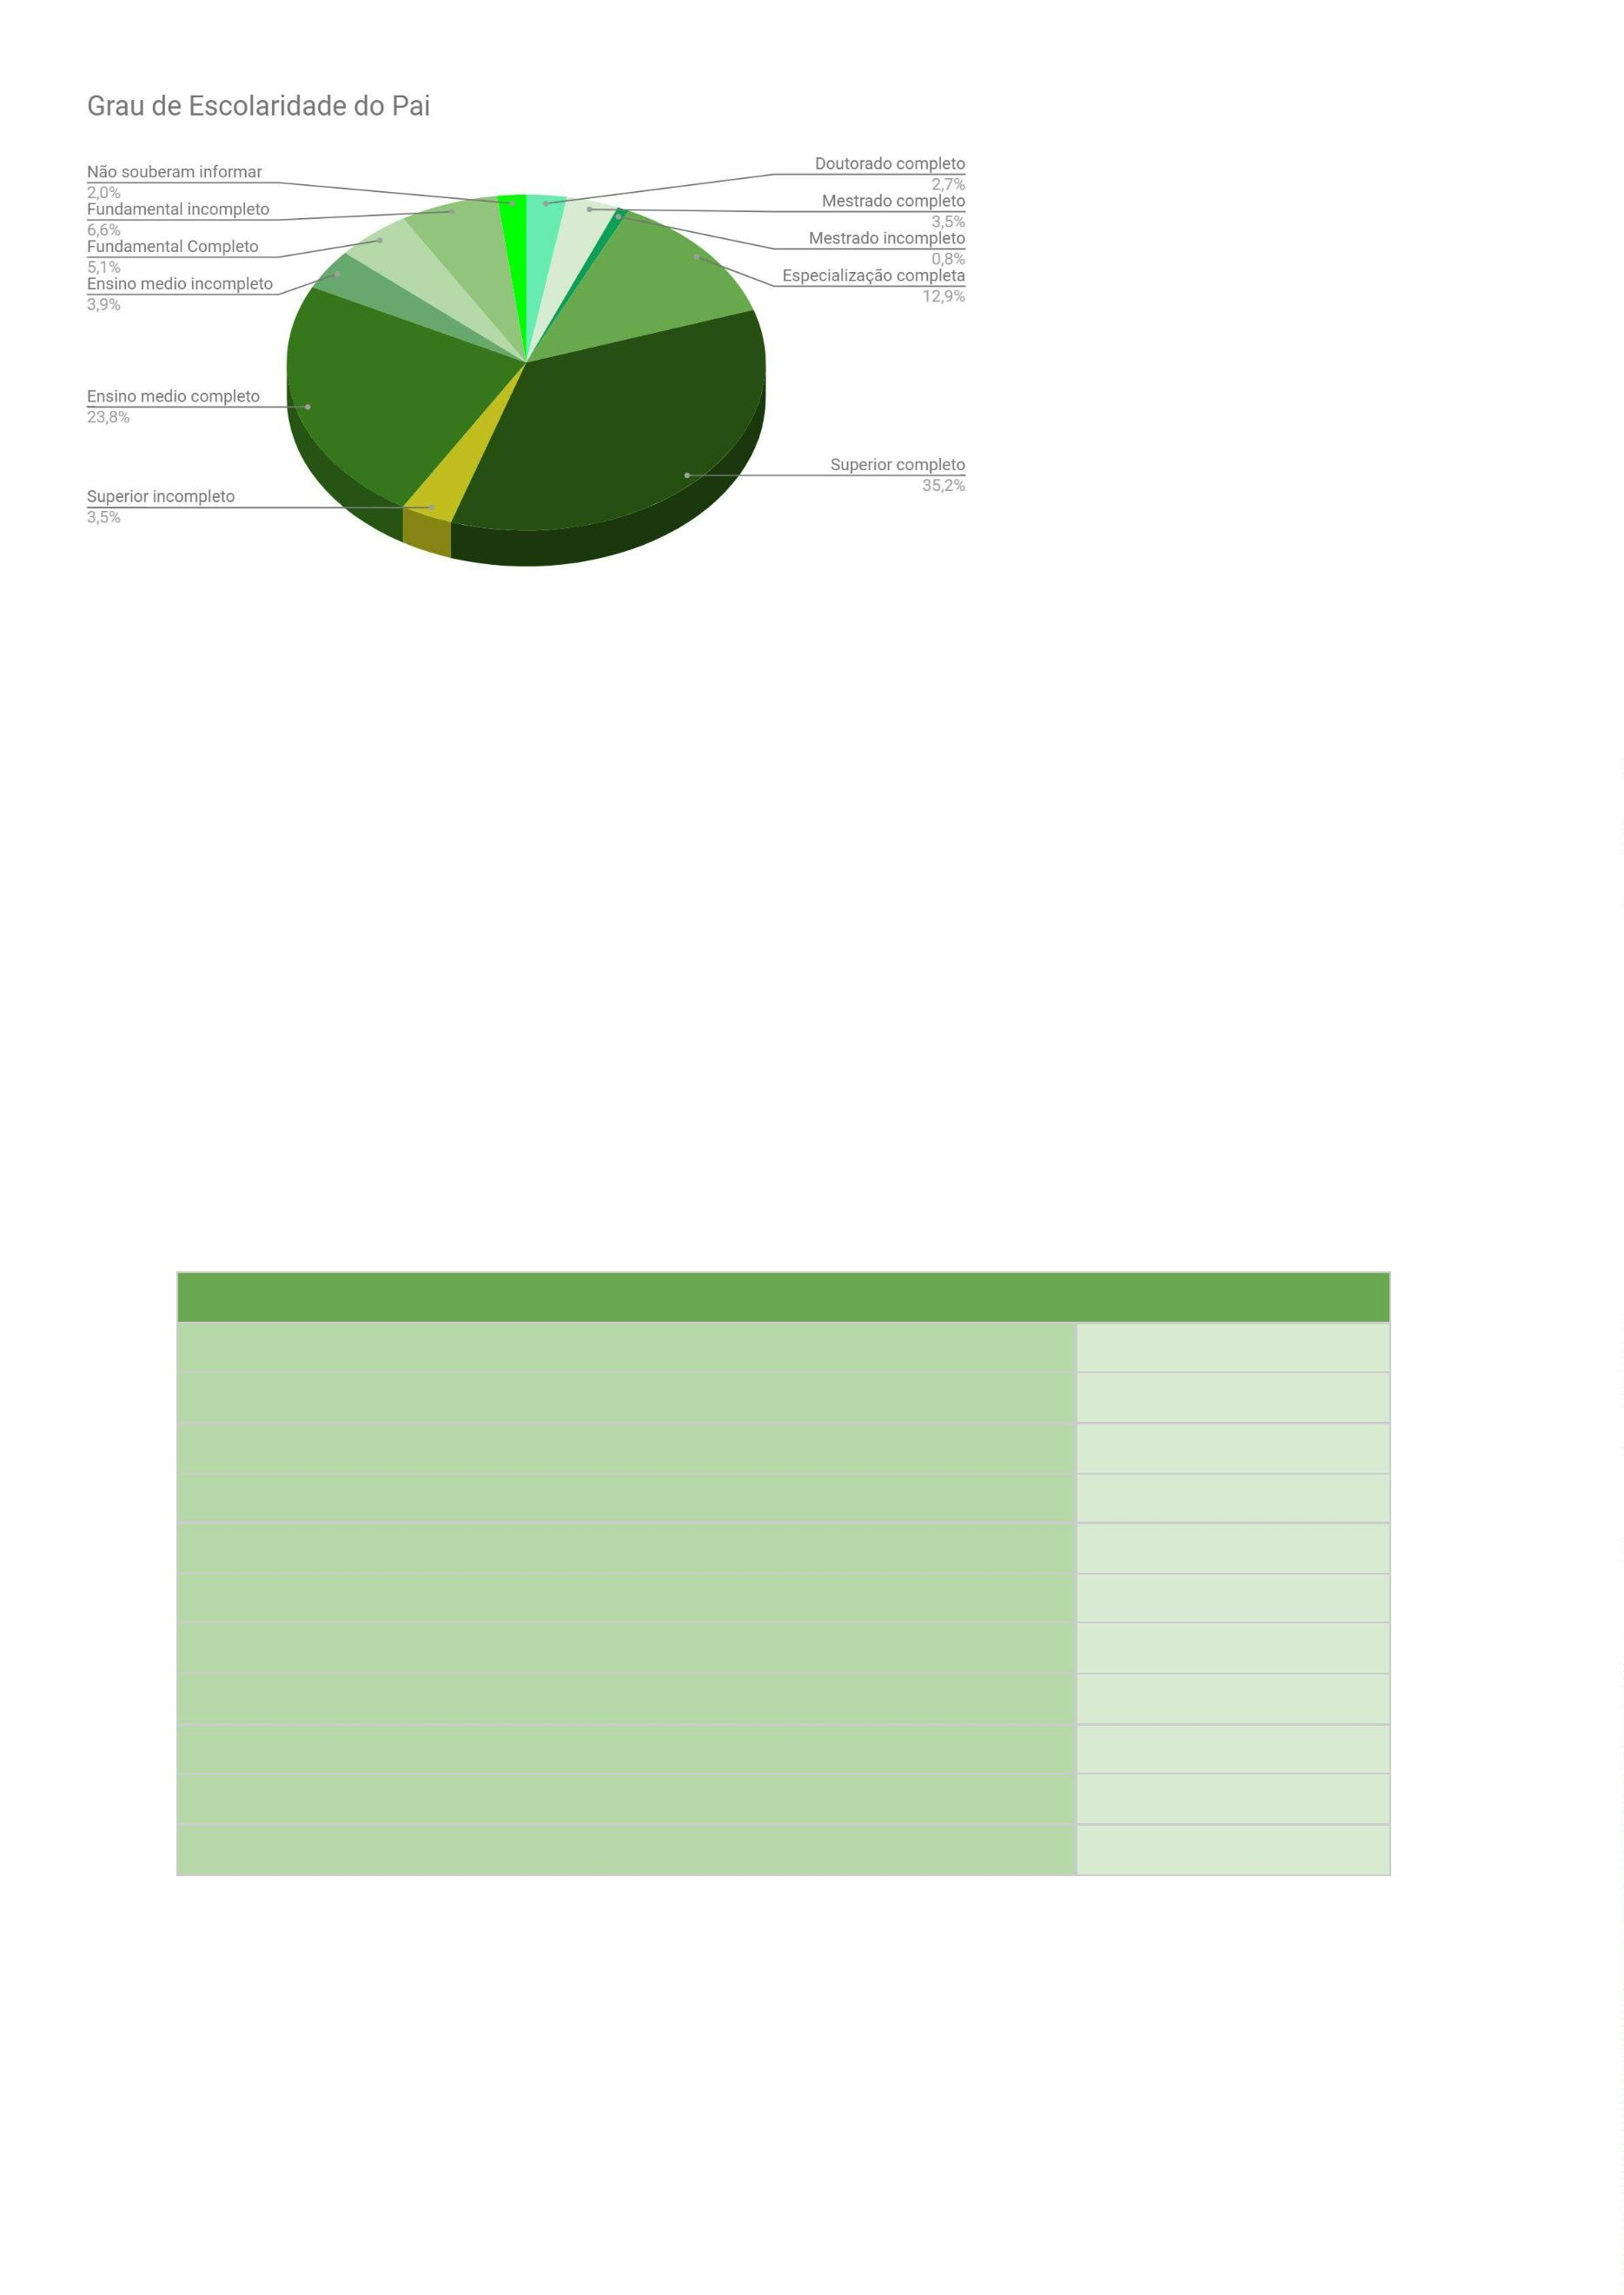 Grau de Escolaridade do Pai
Não souberam informar
2,0%
Fundamental incompleto
6,6%
Fundamental Completo
5,1%
Ensino medio incompleto
3,9%
Ensino medio completo
23,8%
Superior incompleto
3,5%
Doutorado completo
2,7%
Mestrado completo
3,5%
Mestrado incompleto
0,8%
Especialização completa
12,9%
Superior completo
35,2%